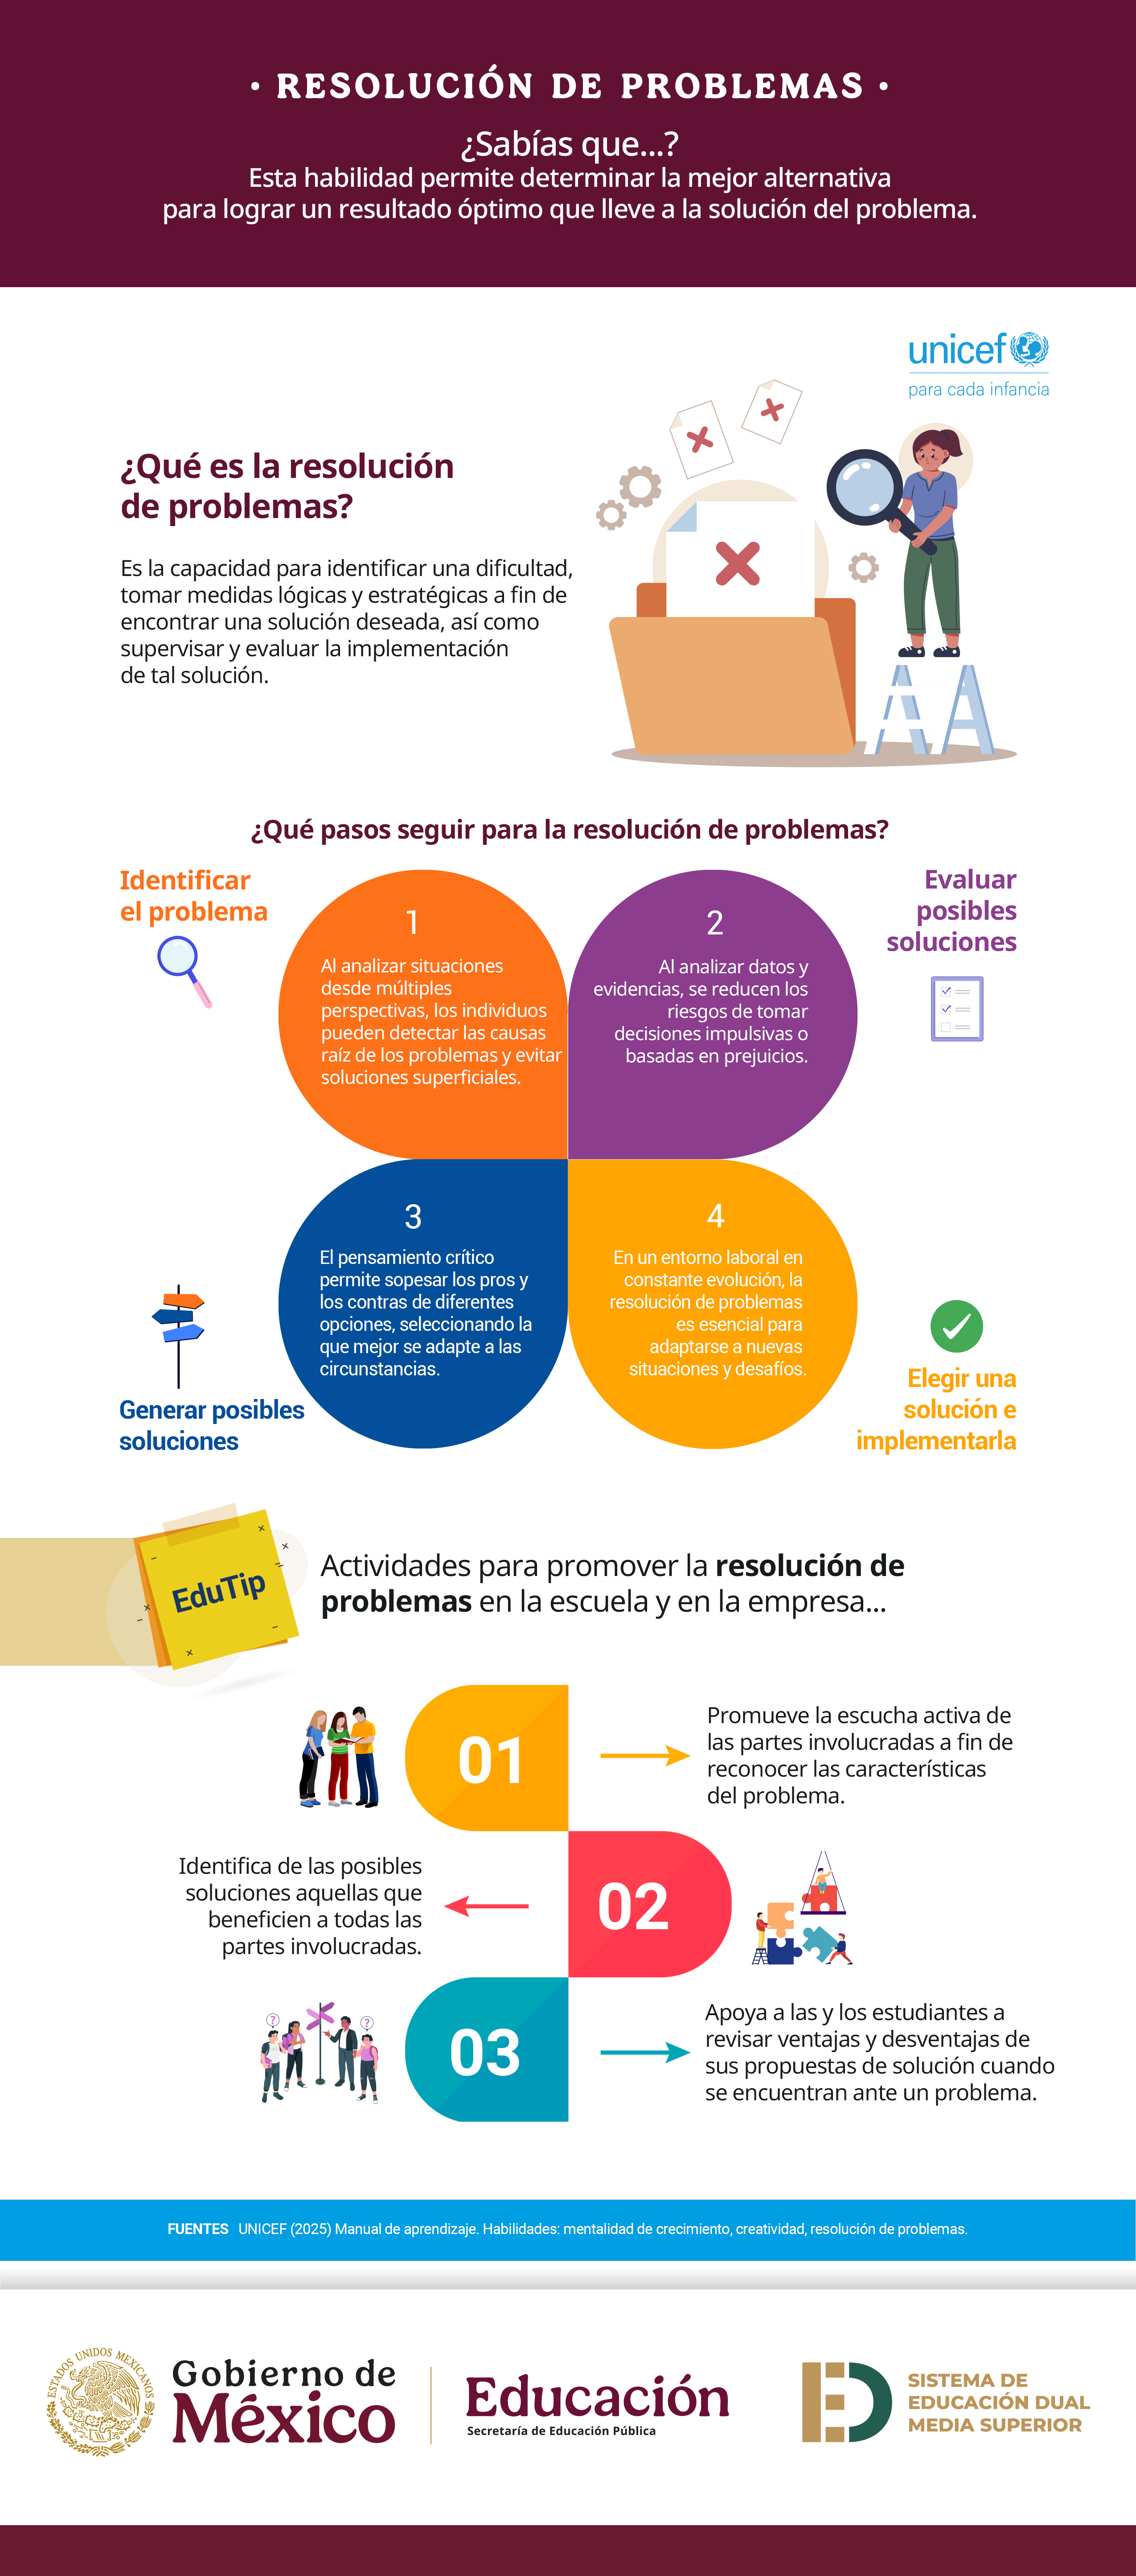 • RESOLUCIÓN DE PROBLEMAS •
¿Sabías que...?
Esta habilidad permite determinar la mejor alternativa
para lograr un resultado óptimo que lleve a la solución del problema.
unicef
para cada infancia
¿Qué es la resolución
de problemas?
Es la capacidad para identificar una dificultad,
tomar medidas lógicas y estratégicas a fin de
encontrar una solución deseada, así como
supervisar y evaluar la implementación
de tal solución.
¿Qué pasos seguir para la resolución de problemas?
Identificar
el problema
1
Al analizar situaciones
desde múltiples
perspectivas, los individuos
pueden detectar las causas
raíz de los problemas y evitar
soluciones superficiales.
Evaluar
posibles
soluciones
2
Al analizar datos y
evidencias, se reducen los
riesgos de tomar
decisiones impulsivas o
basadas en prejuicios.
3
El pensamiento crítico
permite sopesar los pros y
los contras de diferentes
opciones, seleccionando la
que mejor se adapte a las
circunstancias.
Generar posibles
soluciones
4
En un entorno laboral en
constante evolución, la
resolución de problemas
es esencial para
adaptarse a nuevas
situaciones y desafíos.
Elegir una
solución e
implementarla
EduTip
Actividades para promover la resolución de
problemas en la escuela y en la empresa...
01
Promueve la escucha activa de
las partes involucradas a fin de
reconocer las características
del problema.
Identifica de las posibles
soluciones aquellas que
beneficien a todas las
partes involucradas.
02
?
?
03
Apoya a las y los estudiantes a
revisar ventajas y desventajas de
sus propuestas de solución cuando
se encuentran ante un problema.
FUENTES UNICEF (2025) Manual de aprendizaje. Habilidades: mentalidad de crecimiento, creatividad, resolución de problemas.
ESTADOS UNIDOS MEXICANOS
Gobierno de
México
Educación
Secretaría de Educación Pública
ED
SISTEMA DE
EDUCACIÓN DUAL
MEDIA SUPERIOR